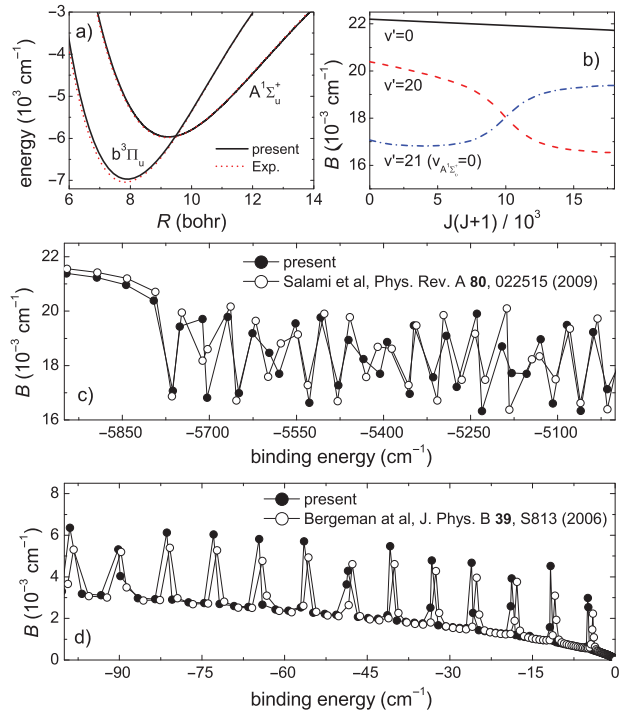 a)
energy (10³ cm⁻¹)
-3
-4
-5
-6
-7
A¹Σᵤ⁺
b³Πᵤ
present
Exp.
6 8 10 12 14
R (bohr)
b)
B (10⁻³ cm⁻¹)
22
20
18
16
v'=0
v'=20
v'=21 (v_A¹Σᵤ⁺=0)
0 5 10 15
J(J+1) / 10³
c)
B (10⁻³ cm⁻¹)
22
20
18
16
present
Salami et al, Phys. Rev. A 80, 022515 (2009)
-5850 -5700 -5550 -5400 -5250 -5100
binding energy (cm⁻¹)
d)
B (10⁻³ cm⁻¹)
8
6
4
2
0
present
Bergeman at al, J. Phys. B 39, S813 (2006)
-90 -75 -60 -45 -30 -15 0
binding energy (cm⁻¹)